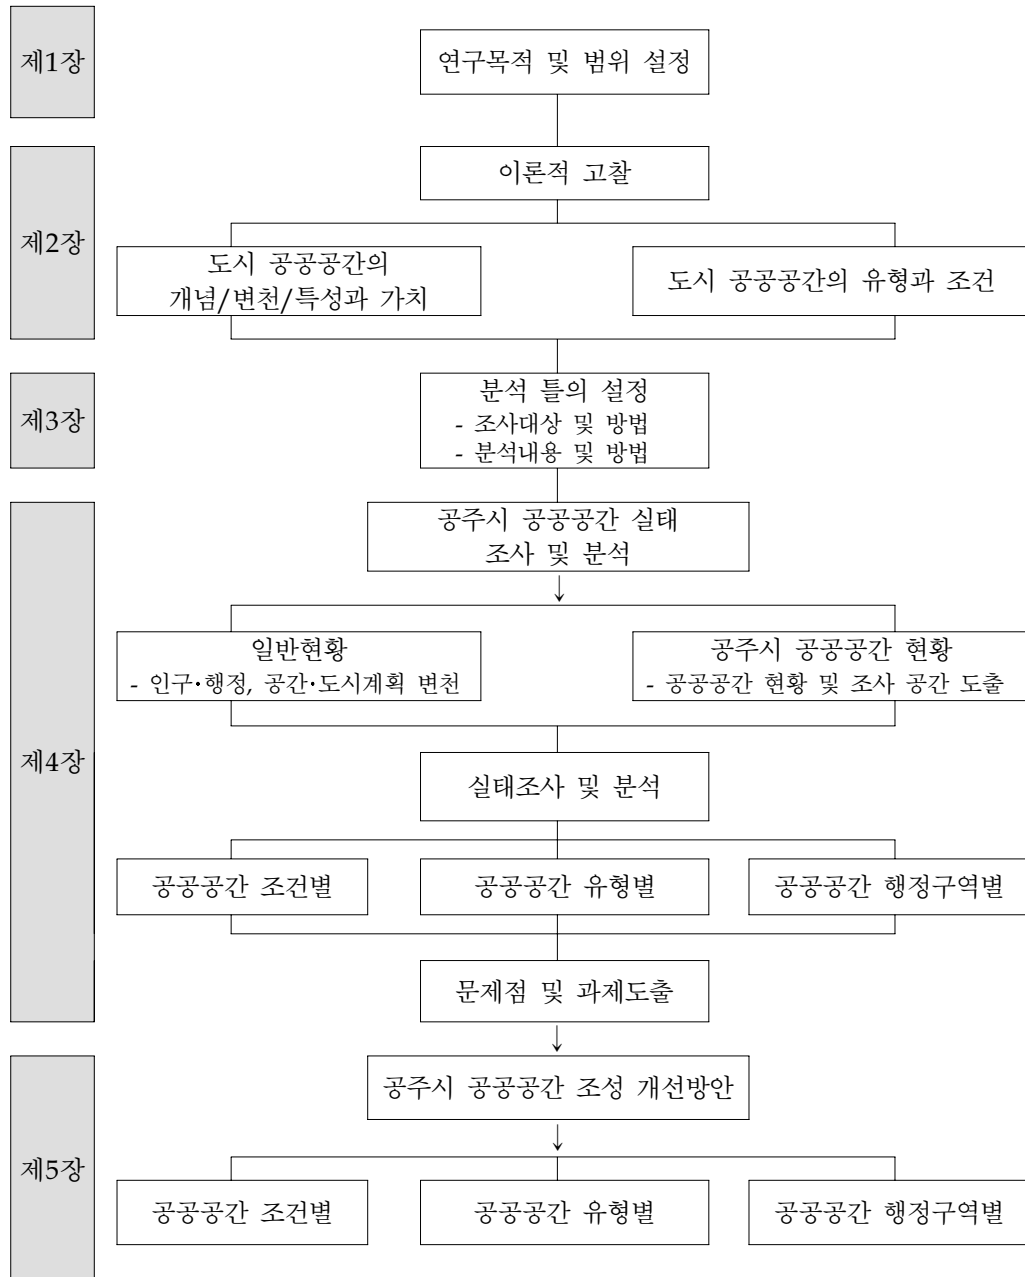 제1장
연구목적 및 범위 설정
제2장
이론적 고찰
도시 공공공간의
개념/변천/특성과 가치
도시 공공공간의 유형과 조건
제3장
분석 틀의 설정
- 조사대상 및 방법
- 분석내용 및 방법
제4장
공주시 공공공간 실태
조사 및 분석
일반현황
- 인구·행정, 공간·도시계획 변천
공주시 공공공간 현황
- 공공공간 현황 및 조사 공간 도출
실태조사 및 분석
공공공간 조건별
공공공간 유형별
공공공간 행정구역별
문제점 및 과제도출
제5장
공주시 공공공간 조성 개선방안
공공공간 조건별
공공공간 유형별
공공공간 행정구역별